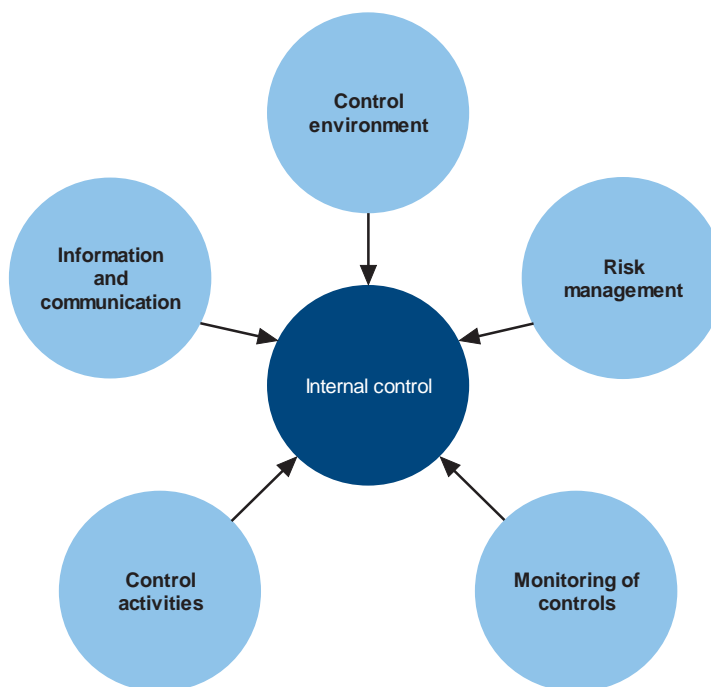 Control
environment
Information
and
communication
Risk
management
Internal control
Control
activities
Monitoring of
controls